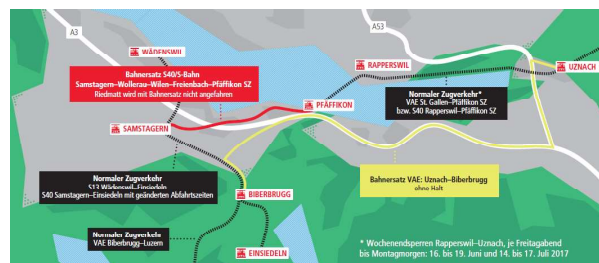 A3
A53
WÄDENSWIL
RAPPERSWIL
UZNACH
Bahnersatz S40/S-Bahn
Samstagern–Wollerau–Wilen–Freienbach–Pfäffikon SZ
Riedmatt wird mit Bahnersatz nicht angefahren
Normaler Zugverkehr*
VAE St. Gallen–Pfäffikon SZ
bzw. S40 Rapperswil–Pfäffikon SZ
PFÄFFIKON
SAMSTAGERN
Normaler Zugverkehr
S13 Wädenswil–Einsiedeln
S40 Samstagern–Einsiedeln mit geänderten Abfahrtszeiten
Bahnersatz VAE: Uznach–Biberbrugg
ohne Halt
BIBERBRUGG
Normaler Zugverkehr
VAE Biberbrugg–Luzern
EINSIEDELN
* Wochenendsperren Rapperswil–Uznach, je Freitagabend
bis Montagmorgen: 16. bis 19. Juni und 14. bis 17. Juli 2017